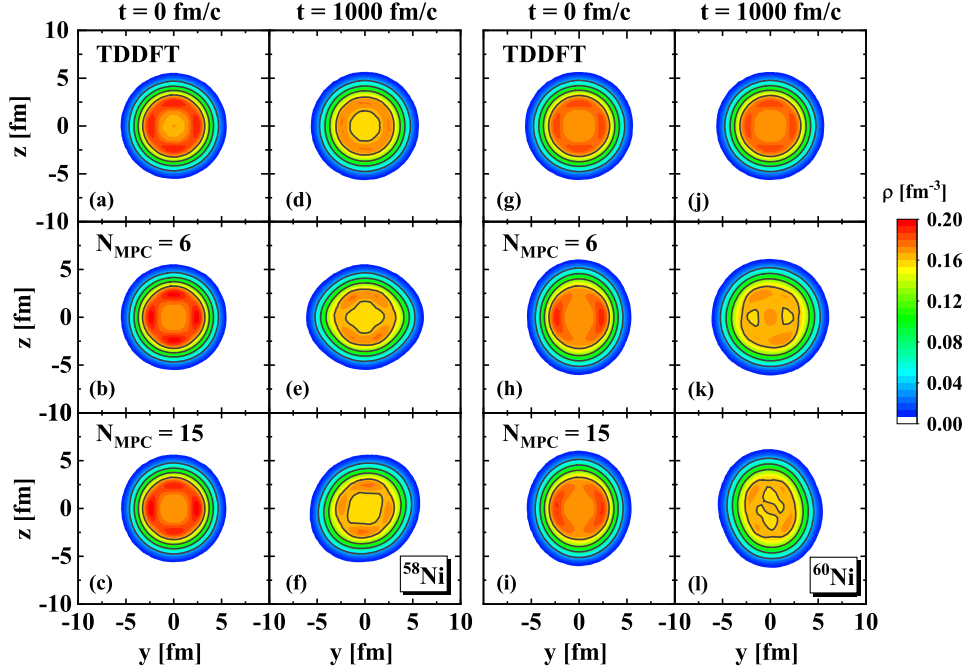 t = 0 fm/c t = 1000 fm/c t = 0 fm/c t = 1000 fm/c
10
TDDFT TDDFT
5
z [fm] 0
-5
(a) (d) (g) (j)
-10
ρ [fm⁻³]
10
N_MPC = 6 N_MPC = 6
0.20
5
0.16
z [fm] 0
0.12
-5
0.08
(b) (e) (h) (k)
0.04
-10
0.00
10
N_MPC = 15 N_MPC = 15
5
z [fm] 0
-5
⁵⁸Ni ⁶⁰Ni
(c) (f) (i) (l)
-10
-10 -5 0 5 -10 -5 0 5 10 -10 -5 0 5 -10 -5 0 5 10
y [fm] y [fm] y [fm] y [fm]